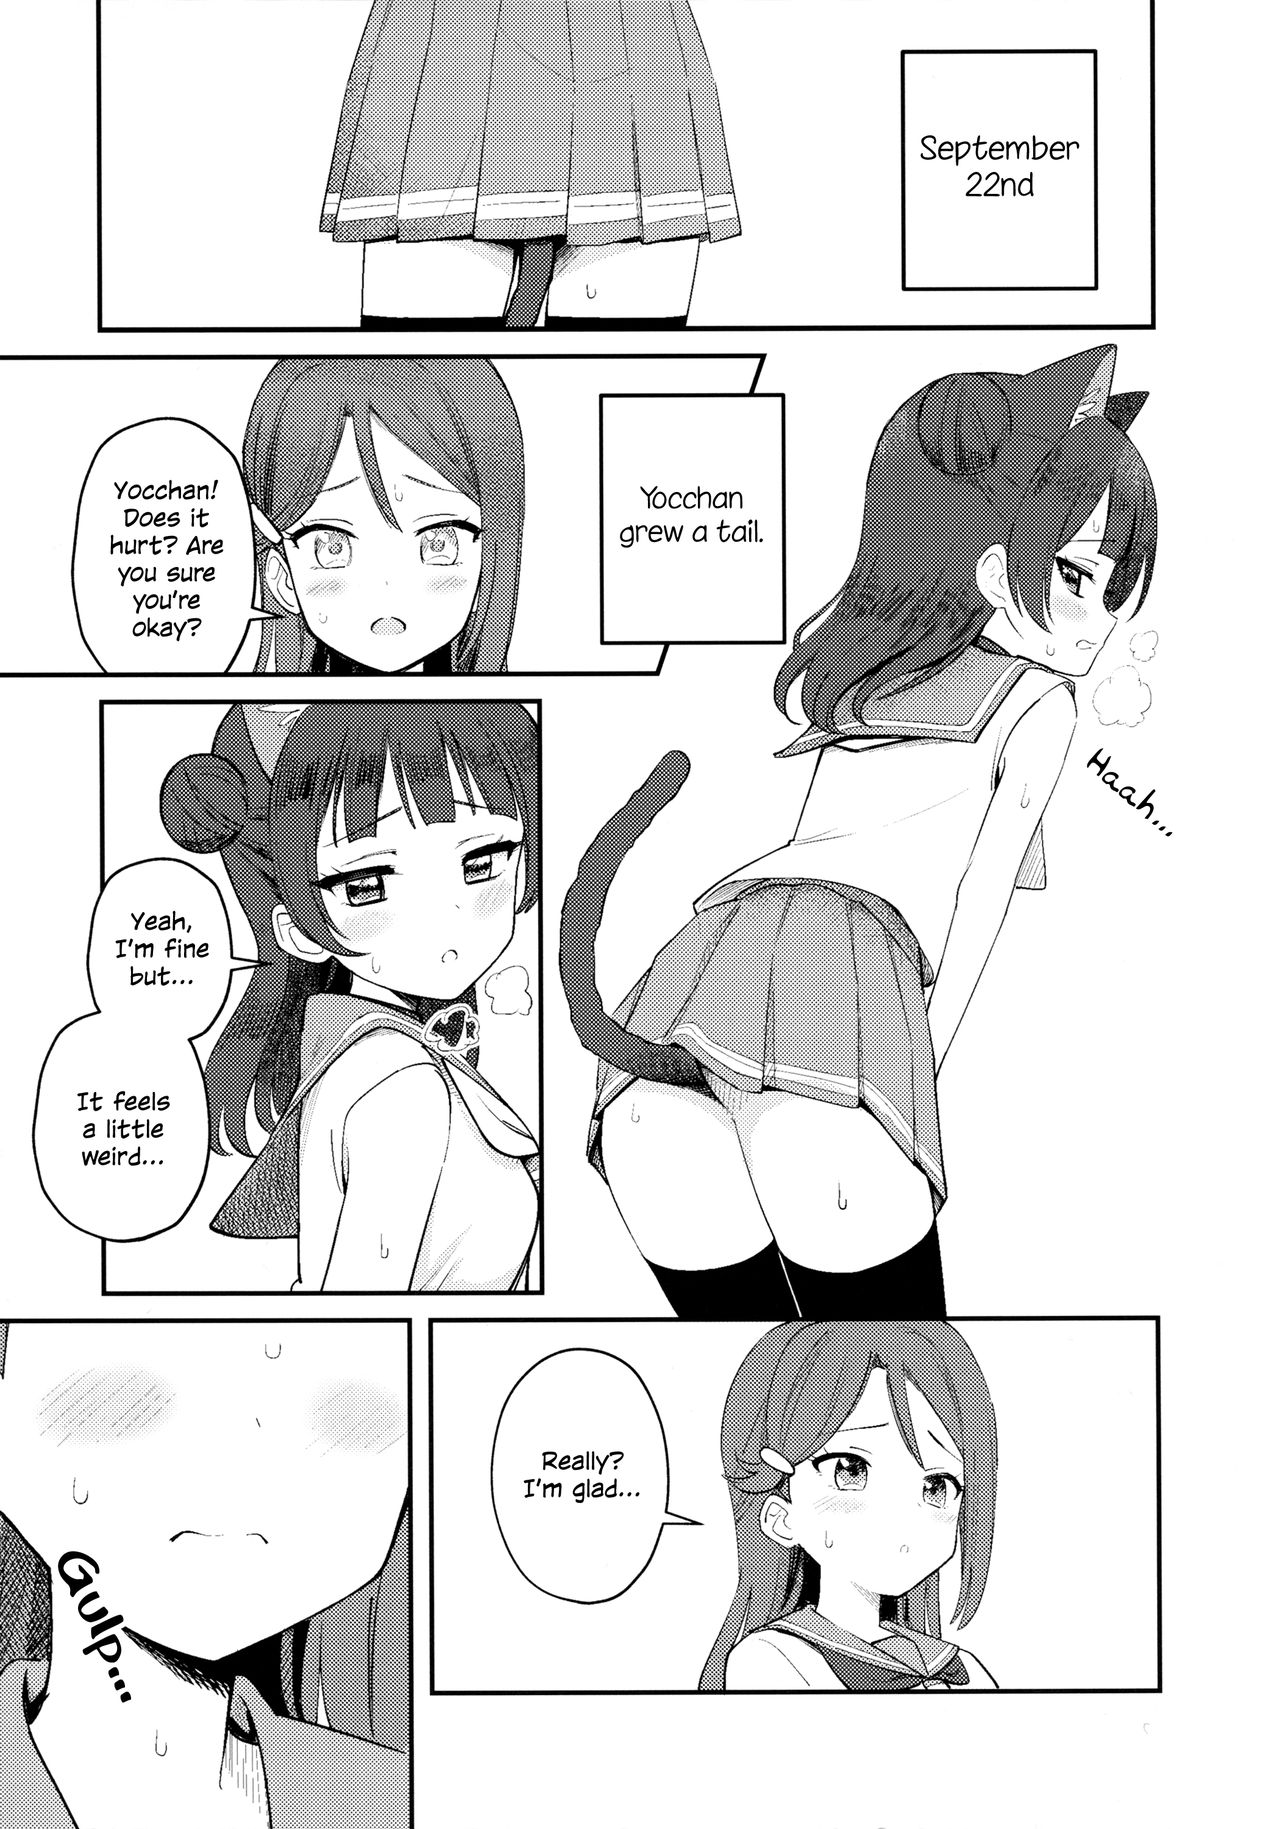 September
22nd
Yocchan
grew a tail.
Haah...
Yocchan!
Does it
hurt? Are
you sure
you're
okay?
Yeah,
I'm fine
but...
It feels
a little
weird...
Really?
I'm glad...
Gulp...